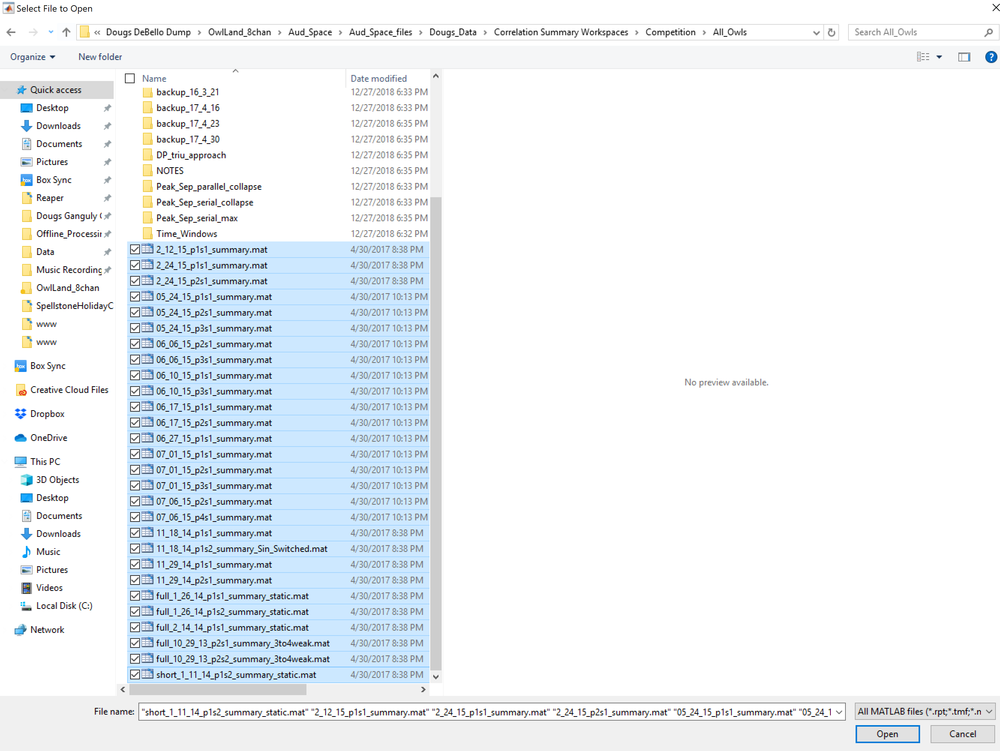 Select File to Open
« Dougs DeBello Dump › OwlLand_8chan › Aud_Space › Aud_Space_files › Dougs_Data › Correlation Summary Workspaces › Competition › All_Owls
Search All_Owls
Organize New folder
?
Name Date modified
Quick access
Desktop
Downloads
Documents
Pictures
box Box Sync
Reaper
Dougs Ganguly
Offline_Processin
Data
Music Recording
OwlLand_8chan
SpellstoneHolidayC
www
www
box Box Sync
Creative Cloud Files
Dropbox
OneDrive
This PC
3D Objects
Desktop
Documents
Downloads
Music
Pictures
Videos
Local Disk (C:)
Network
backup_16_3_21 12/27/2018 6:33 PM
backup_17_4_16 12/27/2018 6:33 PM
backup_17_4_23 12/27/2018 6:35 PM
backup_17_4_30 12/27/2018 6:35 PM
DP_triu_approach 12/27/2018 6:35 PM
NOTES 12/27/2018 6:35 PM
Peak_Sep_parallel_collapse 12/27/2018 6:33 PM
Peak_Sep_serial_collapse 12/27/2018 6:33 PM
Peak_Sep_serial_max 12/27/2018 6:35 PM
Time_Windows 12/27/2018 6:32 PM
2_12_15_p1s1_summary.mat 4/30/2017 8:38 PM
2_24_15_p1s1_summary.mat 4/30/2017 8:38 PM
2_24_15_p2s1_summary.mat 4/30/2017 8:38 PM
05_24_15_p1s1_summary.mat 4/30/2017 10:13 PM
05_24_15_p2s1_summary.mat 4/30/2017 10:13 PM
05_24_15_p3s1_summary.mat 4/30/2017 10:13 PM
06_06_15_p2s1_summary.mat 4/30/2017 10:13 PM
06_06_15_p3s1_summary.mat 4/30/2017 10:13 PM
06_10_15_p1s1_summary.mat 4/30/2017 10:13 PM
06_10_15_p3s1_summary.mat 4/30/2017 10:13 PM
06_17_15_p1s1_summary.mat 4/30/2017 10:13 PM
06_17_15_p2s1_summary.mat 4/30/2017 10:13 PM
06_27_15_p1s1_summary.mat 4/30/2017 10:13 PM
07_01_15_p1s1_summary.mat 4/30/2017 10:13 PM
07_01_15_p2s1_summary.mat 4/30/2017 10:13 PM
07_01_15_p3s1_summary.mat 4/30/2017 10:13 PM
07_06_15_p2s1_summary.mat 4/30/2017 10:13 PM
07_06_15_p4s1_summary.mat 4/30/2017 10:13 PM
11_18_14_p1s1_summary.mat 4/30/2017 8:38 PM
11_18_14_p1s2_summary_Sin_Switched.mat 4/30/2017 8:38 PM
11_29_14_p1s1_summary.mat 4/30/2017 8:38 PM
11_29_14_p2s1_summary.mat 4/30/2017 8:38 PM
full_1_26_14_p1s1_summary_static.mat 4/30/2017 8:38 PM
full_1_26_14_p1s2_summary_static.mat 4/30/2017 8:38 PM
full_2_14_14_p1s1_summary_static.mat 4/30/2017 8:38 PM
full_10_29_13_p2s1_summary_3to4weak.mat 4/30/2017 8:38 PM
full_10_29_13_p2s2_summary_3to4weak.mat 4/30/2017 8:38 PM
short_1_11_14_p1s2_summary_static.mat 4/30/2017 8:38 PM
No preview available.
File name: "short_1_11_14_p1s2_summary_static.mat" "2_12_15_p1s1_summary.mat" "2_24_15_p1s1_summary.mat" "2_24_15_p2s1_summary.mat" "05_24_15_p1s1_summary.mat" "05_24_1
All MATLAB files (*.rpt;*.tmf;*.n
Open Cancel